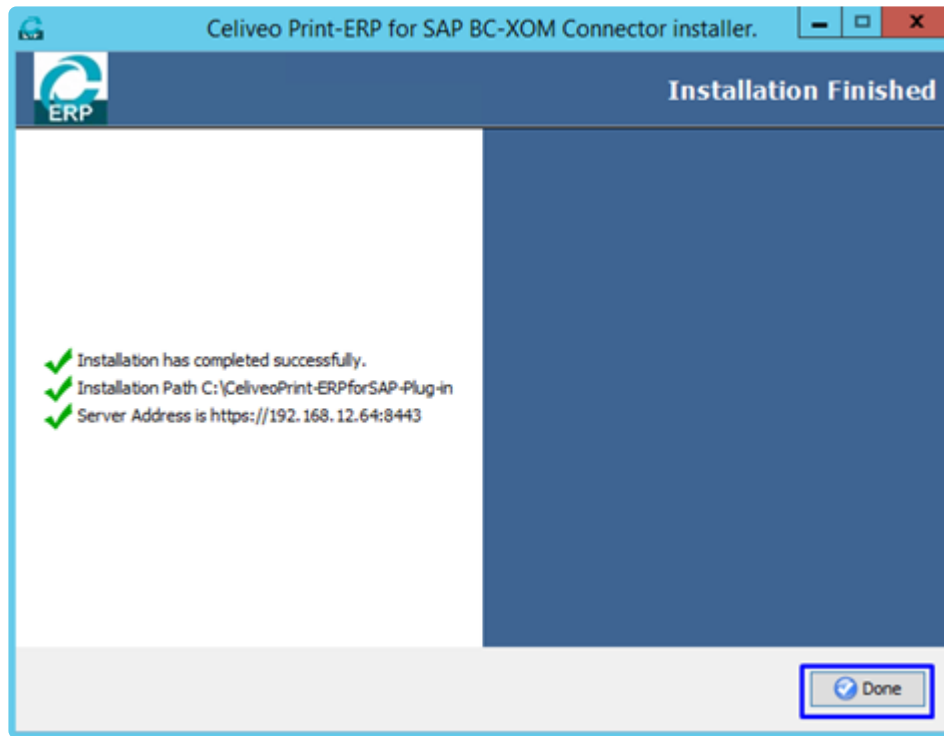 Celiveo Print-ERP for SAP BC-XOM Connector installer.
ERP
Installation Finished
Installation has completed successfully.
Installation Path C:\CeliveoPrint-ERPforSAP-Plug-in
Server Address is https://192.168.12.64:8443
Done